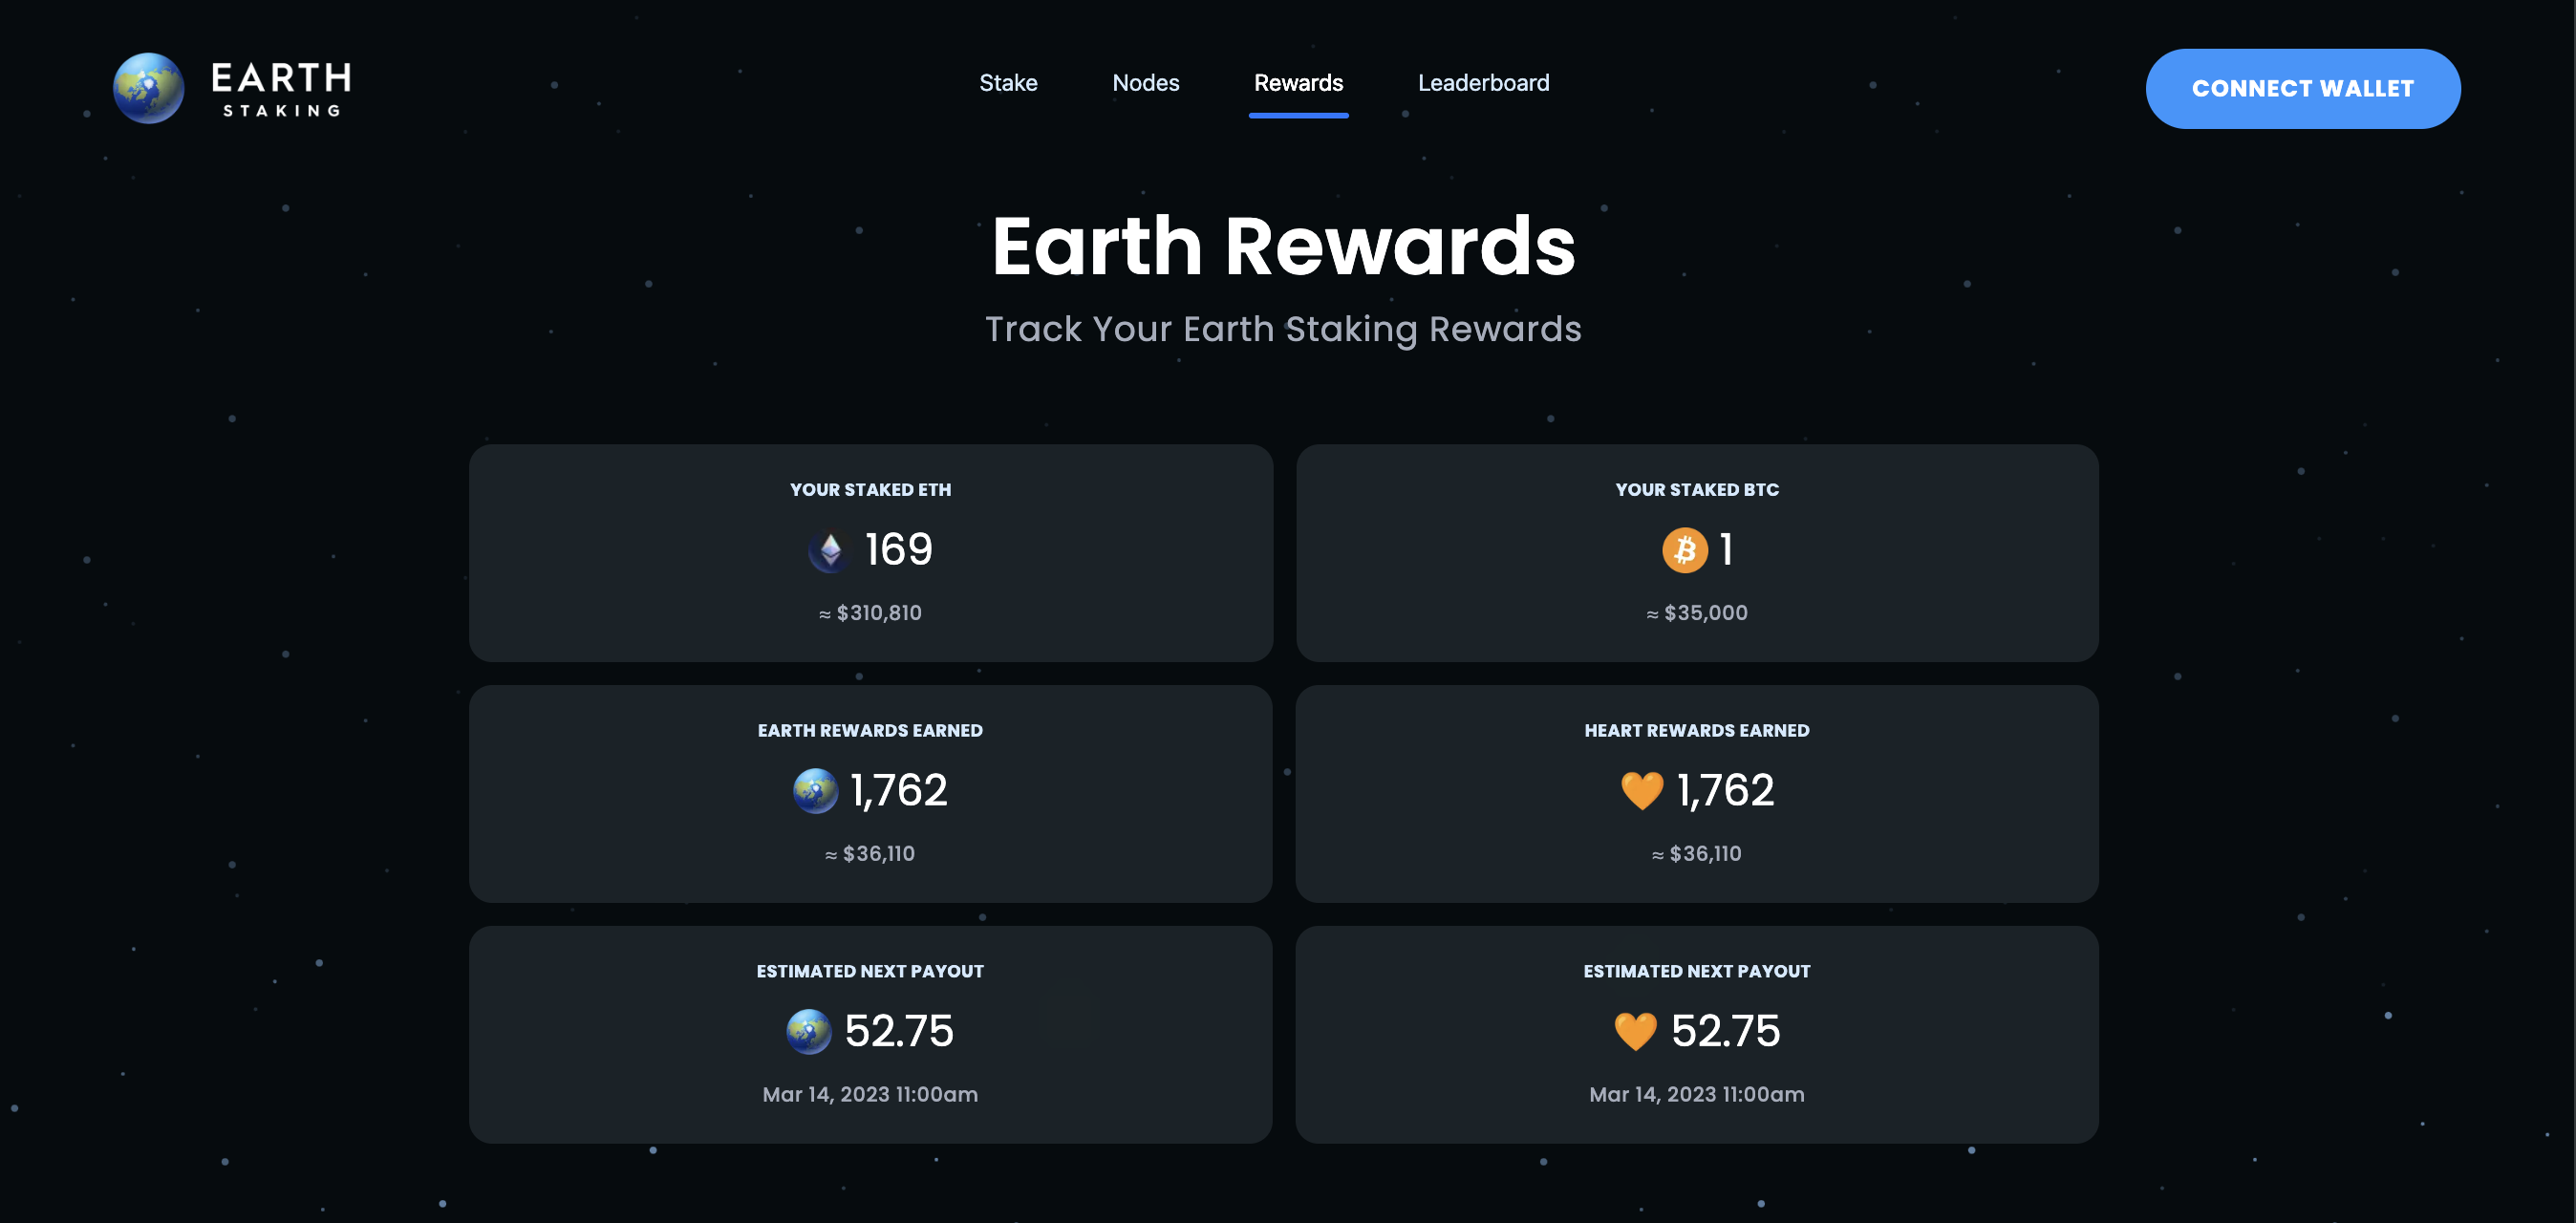 EARTH
STAKING
Stake
Nodes
Rewards
Leaderboard
CONNECT WALLET
Earth Rewards
Track Your Earth Staking Rewards
YOUR STAKED ETH
169
≈ $310,810
YOUR STAKED BTC
1
≈ $35,000
EARTH REWARDS EARNED
1,762
≈ $36,110
HEART REWARDS EARNED
1,762
≈ $36,110
ESTIMATED NEXT PAYOUT
52.75
Mar 14, 2023 11:00am
ESTIMATED NEXT PAYOUT
52.75
Mar 14, 2023 11:00am